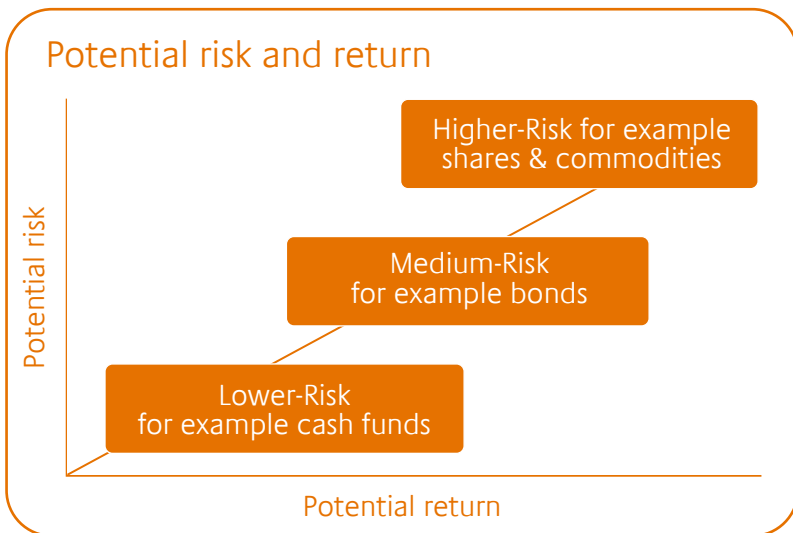 Potential risk and return
Higher-Risk for example
shares & commodities
Medium-Risk
for example bonds
Lower-Risk
for example cash funds
Potential risk
Potential return